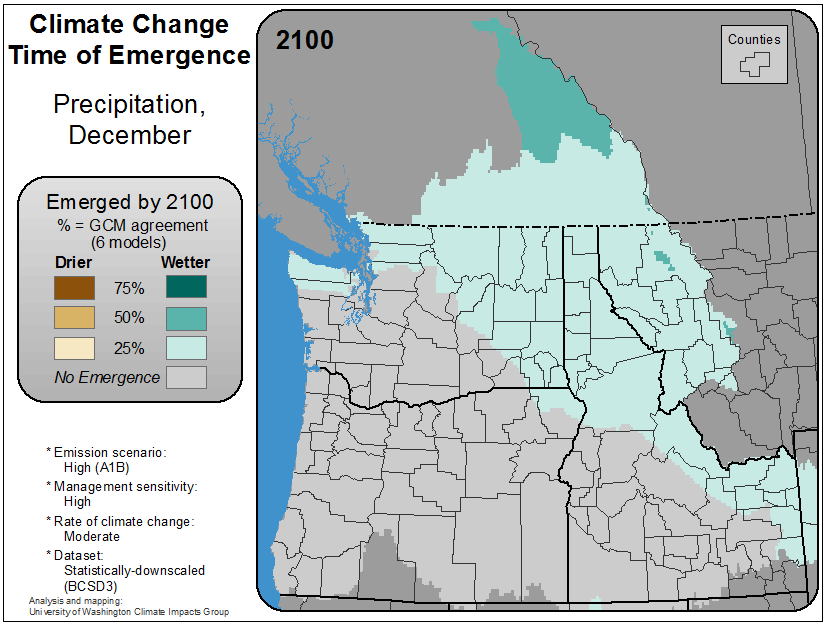 Climate Change
Time of Emergence
Precipitation,
December
Emerged by 2100
% = GCM agreement
(6 models)
Drier Wetter
75%
50%
25%
No Emergence
* Emission scenario:
High (A1B)
* Management sensitivity:
High
* Rate of climate change:
Moderate
* Dataset:
Statistically-downscaled
(BCSD3)
Analysis and mapping:
University of Washington Climate Impacts Group
2100
Counties